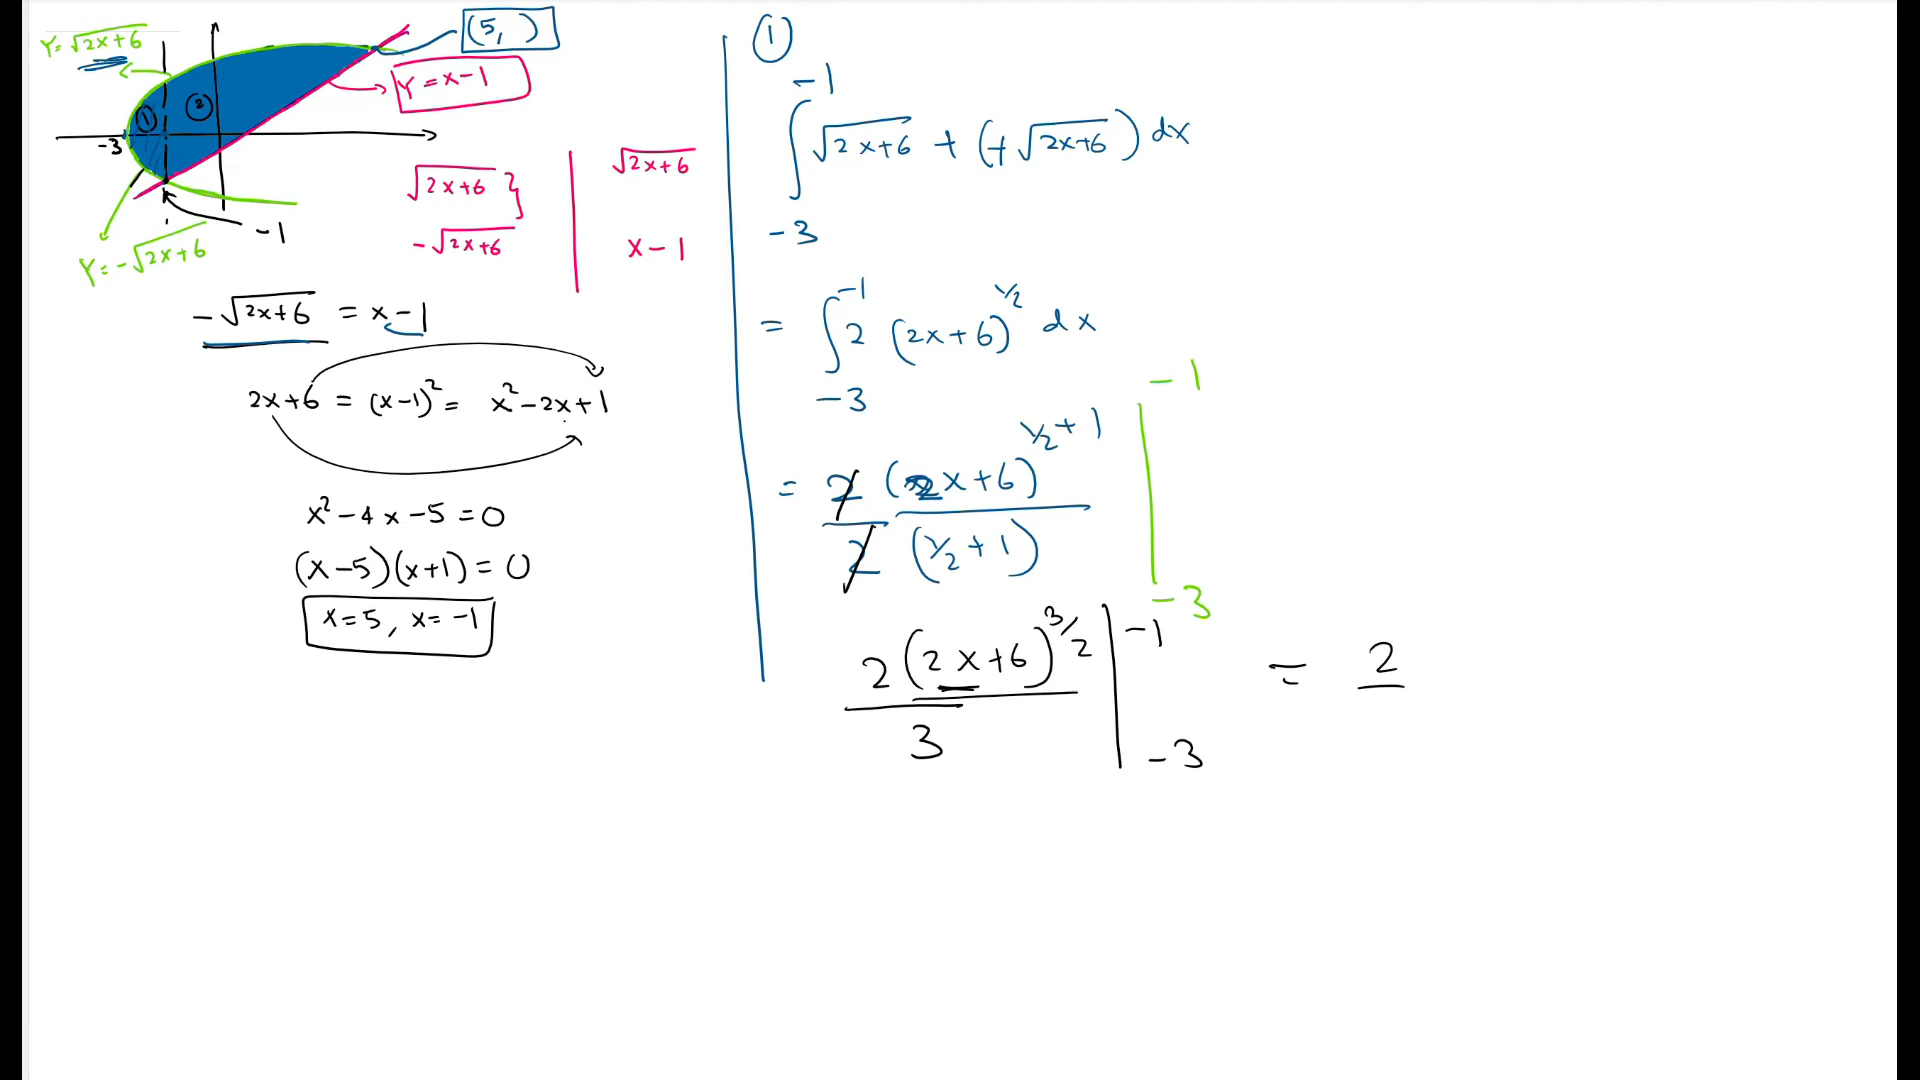 Y=√2x+6
(5, )
Y=x-1
① ②
-3
-1
Y=-√2x+6
√2x+6
-√2x+6
√2x+6
x-1
-√2x+6 = x-1
2x+6 = (x-1)² = x²-2x+1
x²-4x-5=0
(x-5)(x+1)=0
x=5, x=-1
①
-1
∫ √2x+6 + (+√2x+6) dx
-3
-1
= ∫ 2 (2x+6)^½ dx
-3
= 2 (2x+6)^(½+1) | -1
2 (½+1) | -3
2(2x+6)^3/2 | -1 = 2
3 | -3